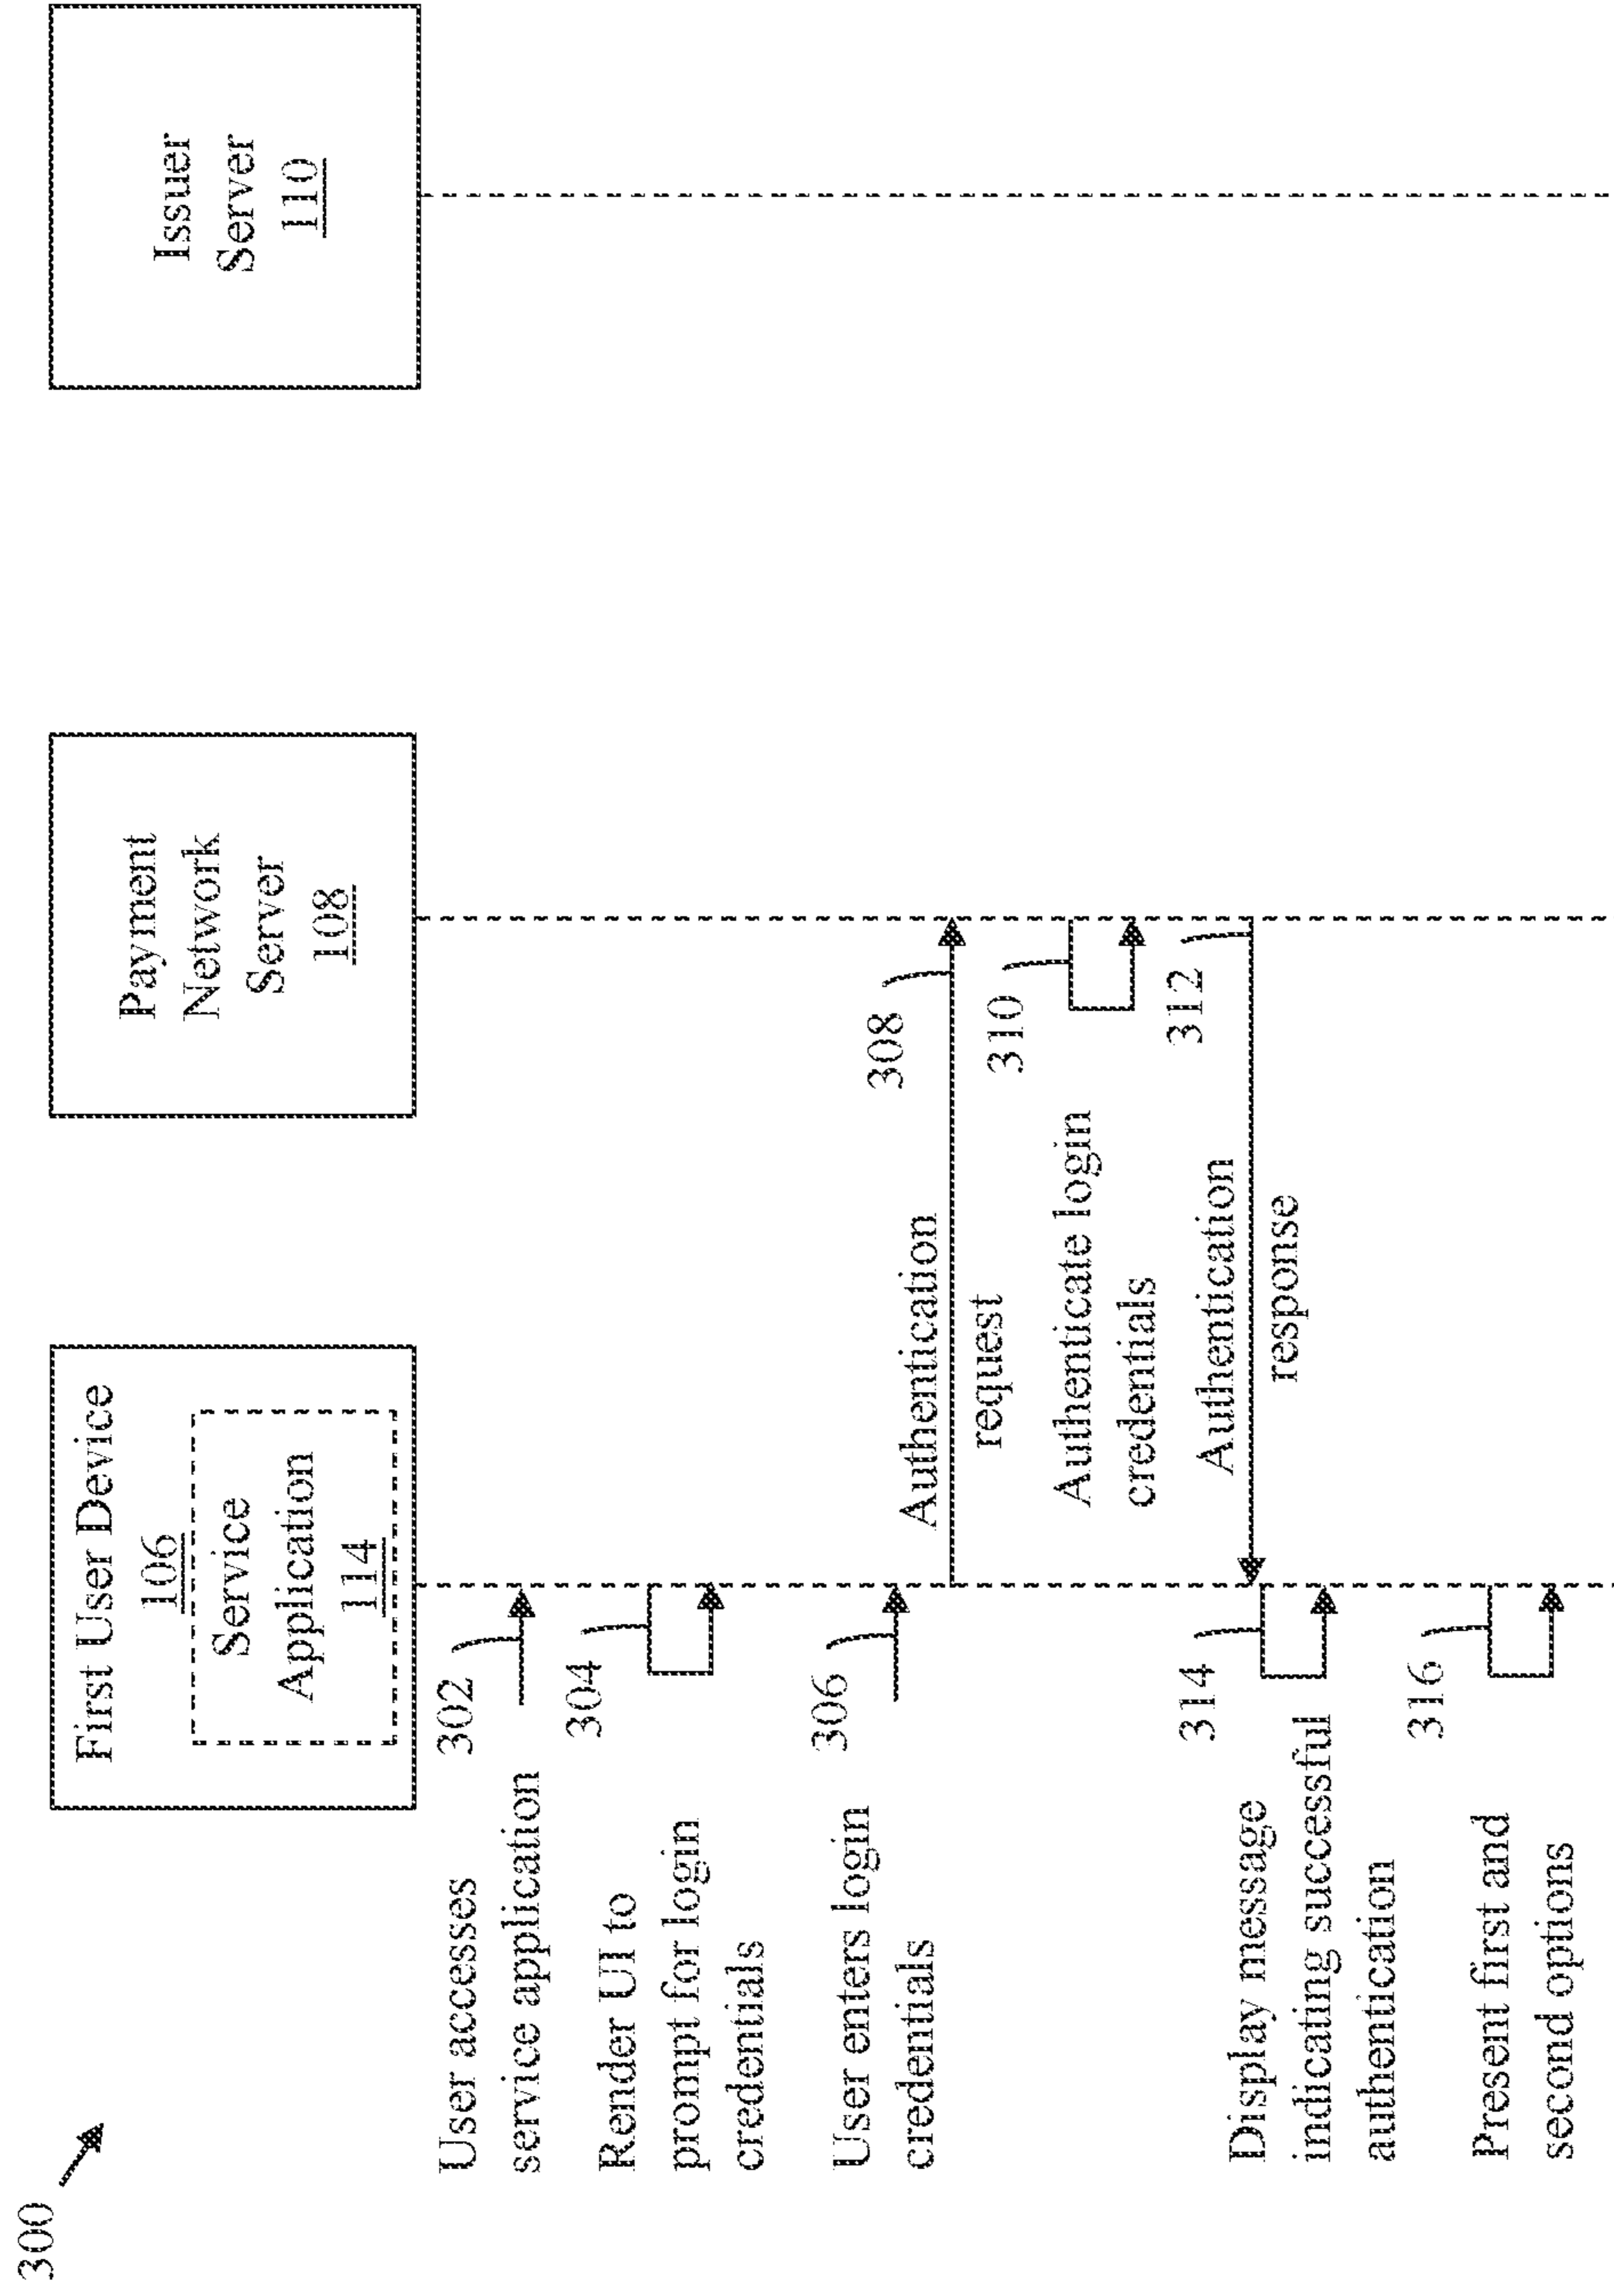 300
First User Device
106
Service
Application
114
Payment
Network
Server
108
Issuer
Server
110
302
User accesses
service application
304
Render UI to
prompt for login
credentials
306
User enters login
credentials
308
Authentication
request
310
Authenticate login
credentials
312
Authentication
response
314
Display message
indicating successful
authentication
316
Present first and
second options